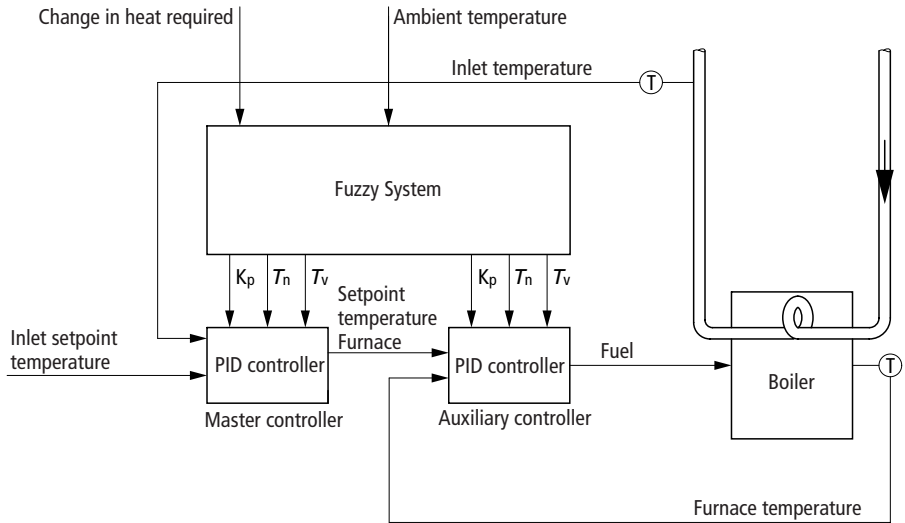 Change in heat required
Ambient temperature
Inlet temperature
T
Fuzzy System
Kp Tn Tv
Kp Tn Tv
Setpoint
temperature
Furnace
Inlet setpoint
temperature
PID controller
PID controller
Fuel
Boiler
T
Master controller
Auxiliary controller
Furnace temperature